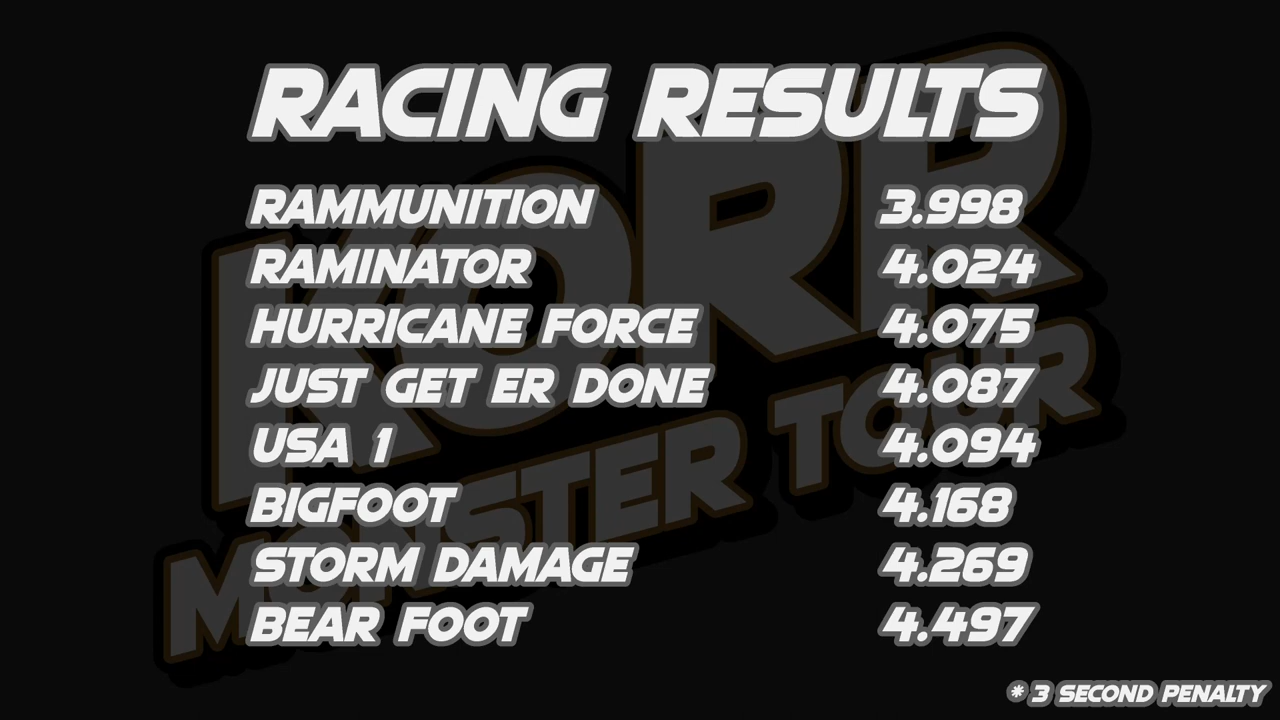 RACING RESULTS
RAMMUNITION 3.998
RAMINATOR 4.024
HURRICANE FORCE 4.075
JUST GET ER DONE 4.087
USA 1 4.094
BIGFOOT 4.168
STORM DAMAGE 4.269
BEAR FOOT 4.497
* 3 SECOND PENALTY
KORR
MONSTER TOUR